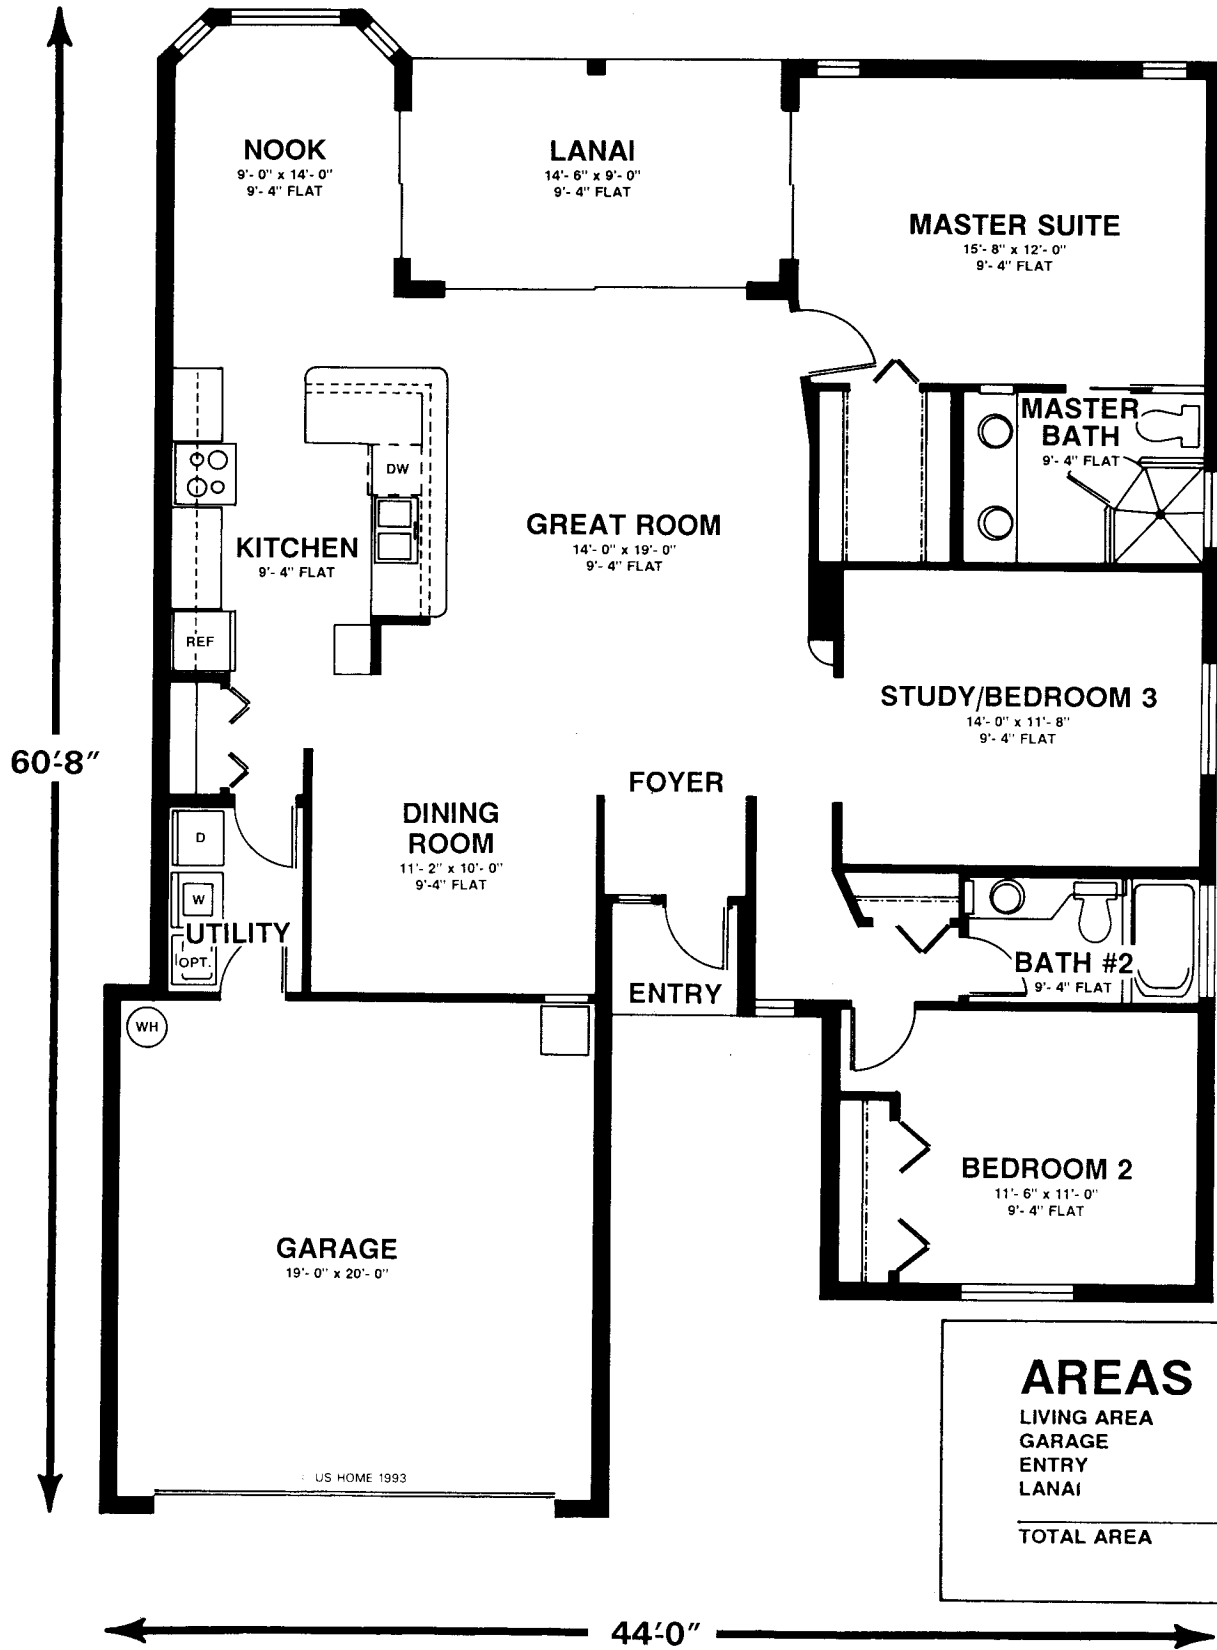 NOOK
9'- 0" x 14'- 0"
9'- 4" FLAT
LANAI
14'- 6" x 9'- 0"
9'- 4" FLAT
MASTER SUITE
15'- 8" x 12'- 0"
9'- 4" FLAT
MASTER
BATH
9'- 4" FLAT
DW
GREAT ROOM
14'- 0" x 19'- 0"
9'- 4" FLAT
KITCHEN
9'- 4" FLAT
REF
STUDY/BEDROOM 3
14'- 0" x 11'- 8"
9'- 4" FLAT
60'-8"
FOYER
DINING
ROOM
11'- 2" x 10'- 0"
9'-4" FLAT
D
W
UTILITY
OPT.
BATH #2
9'- 4" FLAT
ENTRY
WH
BEDROOM 2
11'- 6" x 11'- 0"
9'- 4" FLAT
GARAGE
19'- 0" x 20'- 0"
US HOME 1993
AREAS
LIVING AREA
GARAGE
ENTRY
LANAI
TOTAL AREA
44'-0"